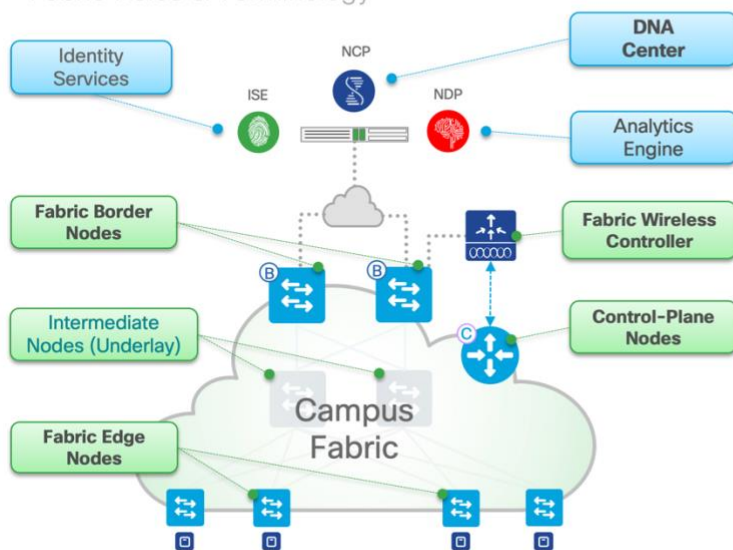 NCP
DNA
Center
Identity
Services
ISE
NDP
Analytics
Engine
Fabric Border
Nodes
Fabric Wireless
Controller
B
B
Intermediate
Nodes (Underlay)
C
Control-Plane
Nodes
Campus
Fabric
Fabric Edge
Nodes